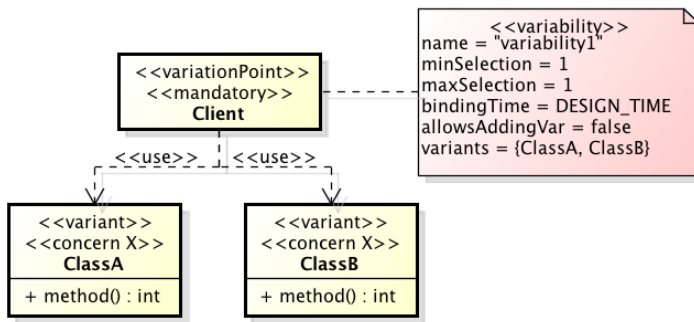 <<variationPoint>>
<<mandatory>>
Client
<<variability>>
name = "variability1"
minSelection = 1
maxSelection = 1
bindingTime = DESIGN_TIME
allowsAddingVar = false
variants = {ClassA, ClassB}
<<use>> <<use>>
<<variant>>
<<concern X>>
ClassA
+ method() : int
<<variant>>
<<concern X>>
ClassB
+ method() : int